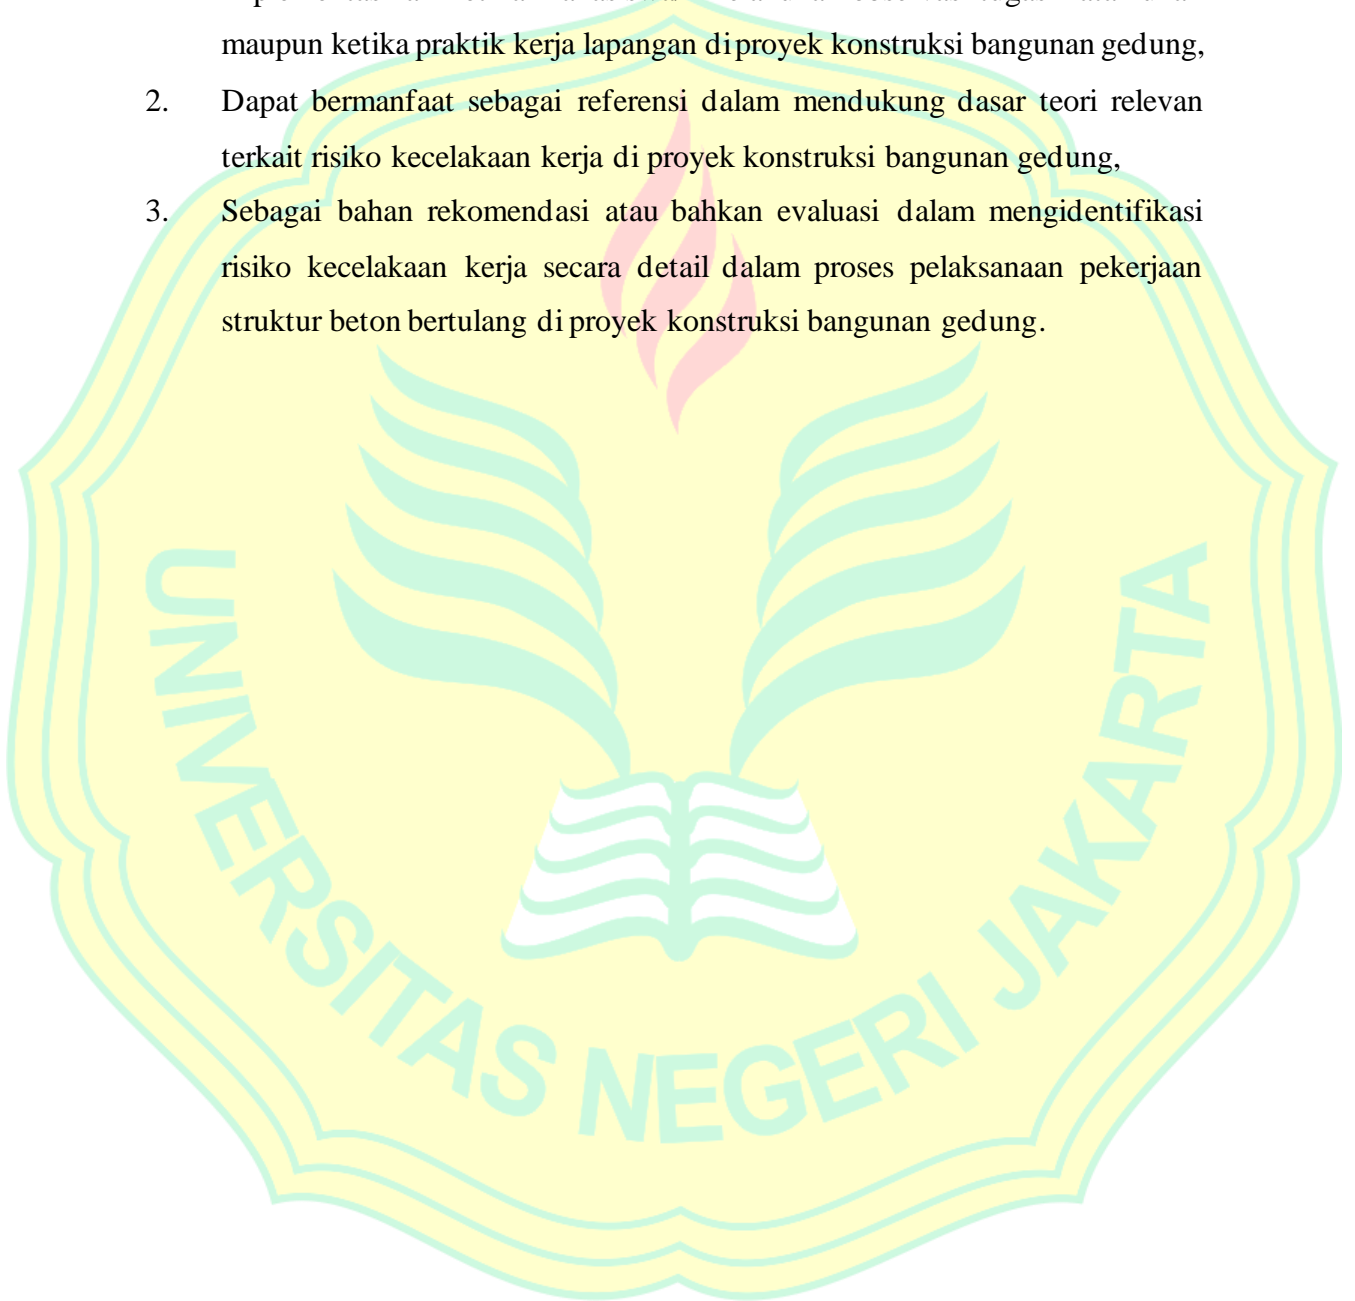 maupun ketika praktik kerja lapangan di proyek konstruksi bangunan gedung,
2. Dapat bermanfaat sebagai referensi dalam mendukung dasar teori relevan
terkait risiko kecelakaan kerja di proyek konstruksi bangunan gedung,
3. Sebagai bahan rekomendasi atau bahkan evaluasi dalam mengidentifikasi
risiko kecelakaan kerja secara detail dalam proses pelaksanaan pekerjaan
struktur beton bertulang di proyek konstruksi bangunan gedung.
UNIVERSITAS NEGERI JAKARTA